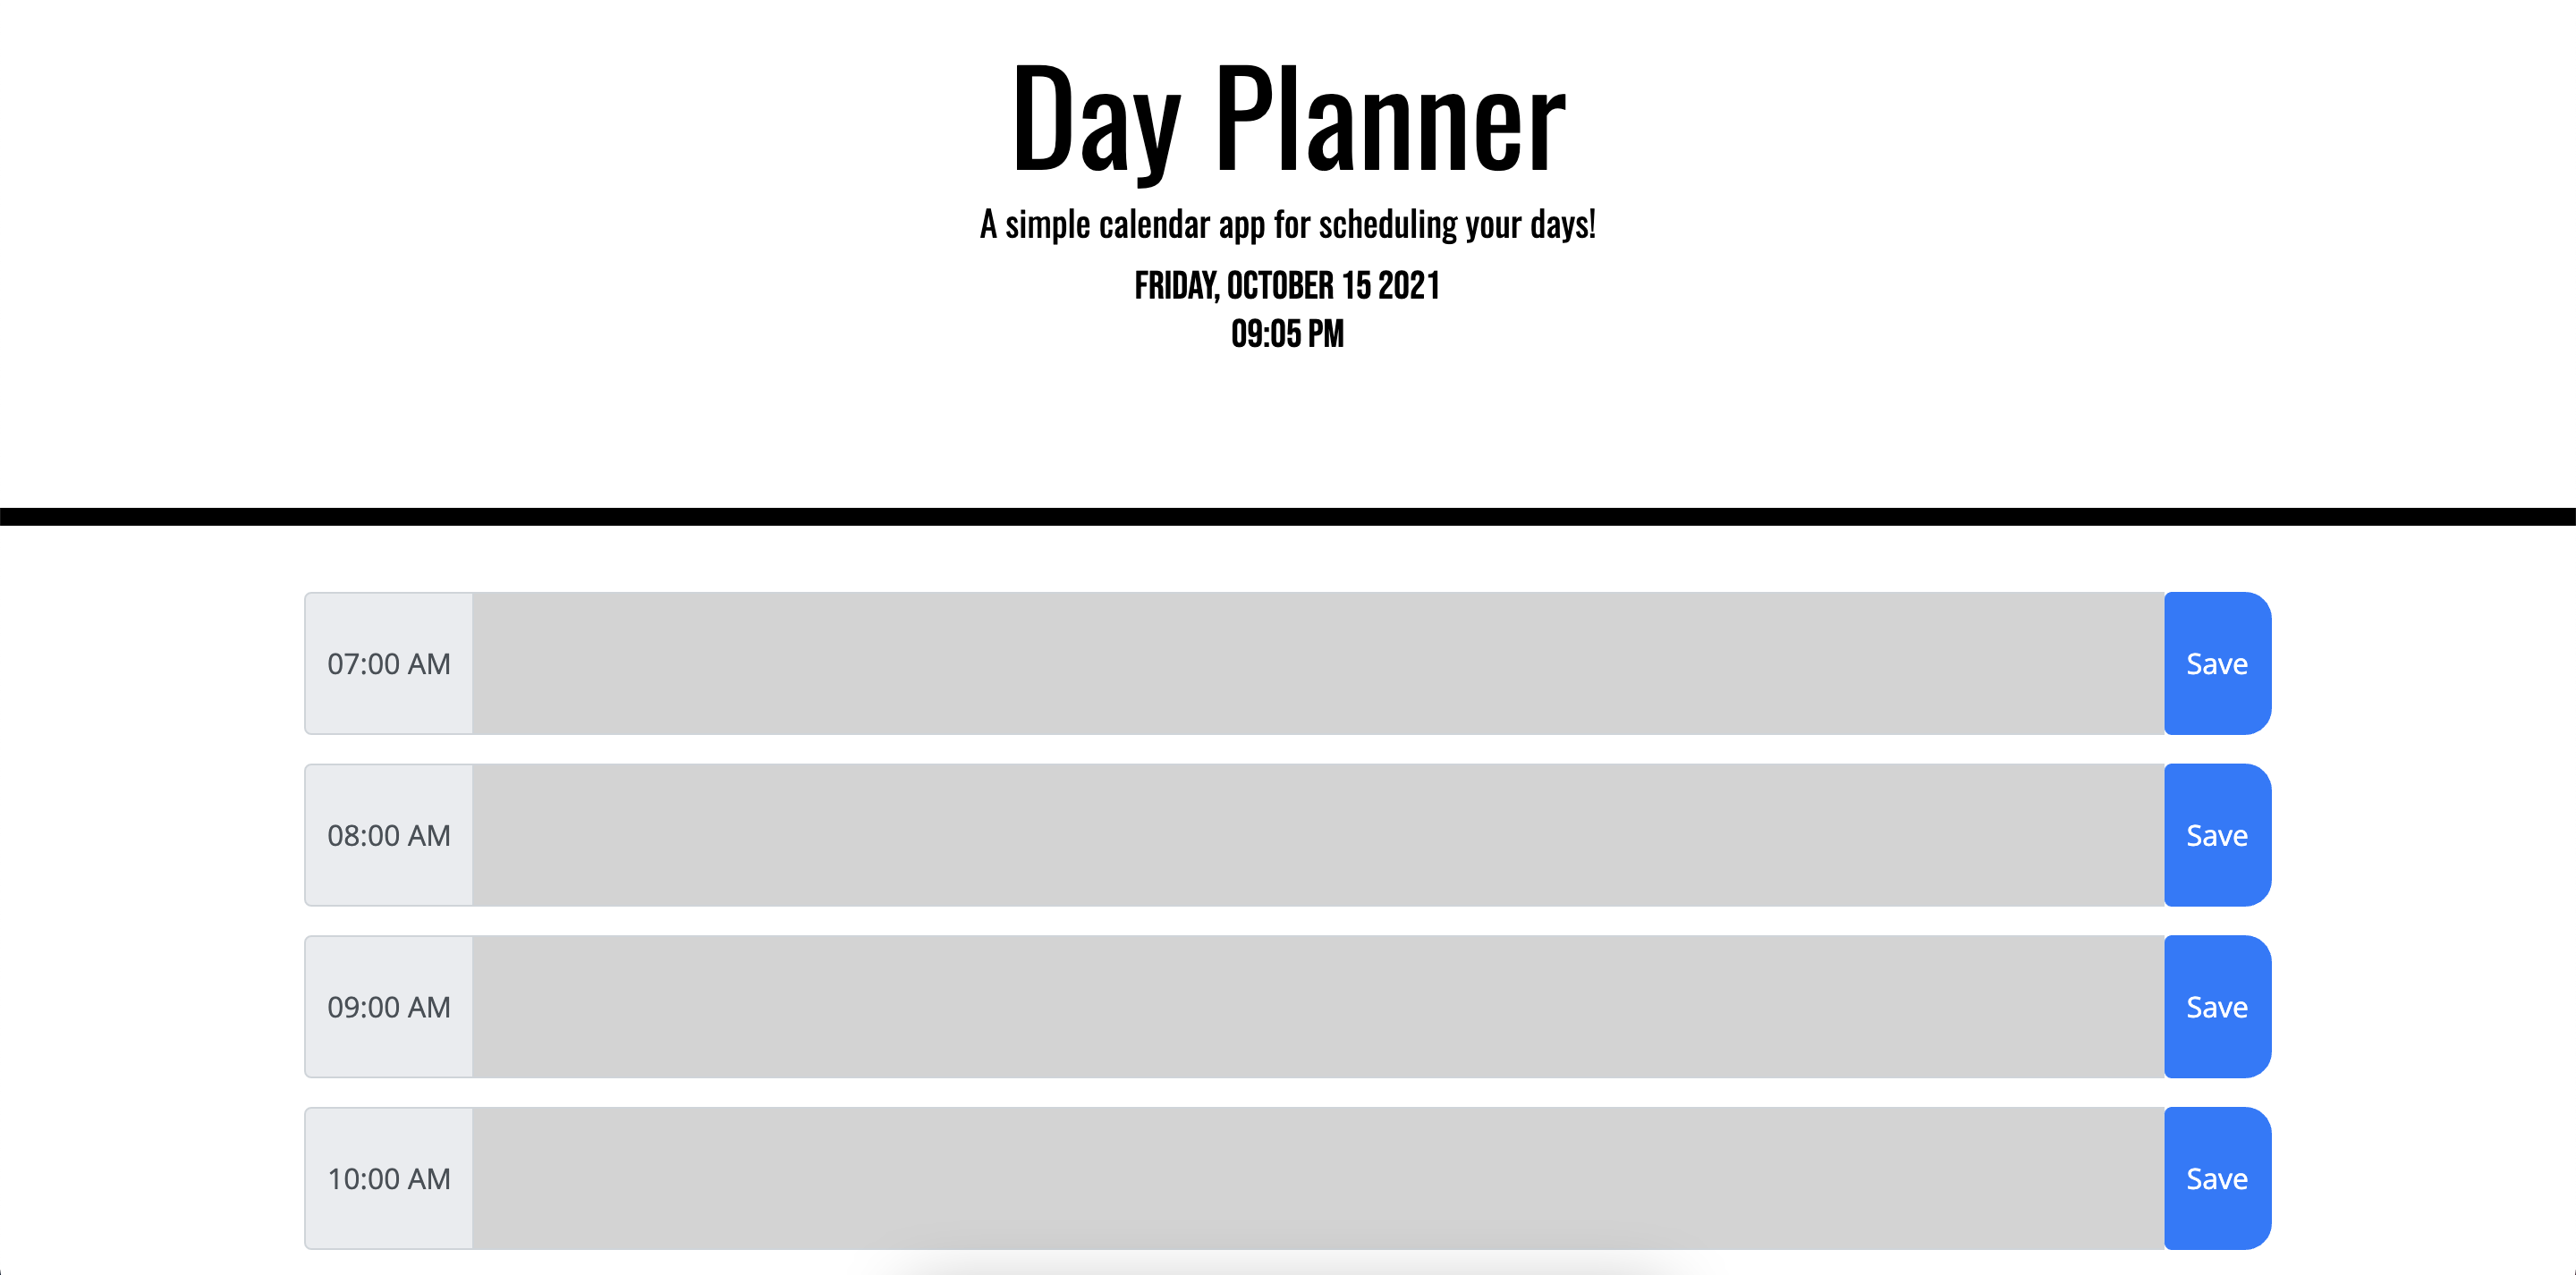 Day Planner
A simple calendar app for scheduling your days!
FRIDAY, OCTOBER 15 2021
09:05 PM
07:00 AM Save
08:00 AM Save
09:00 AM Save
10:00 AM Save